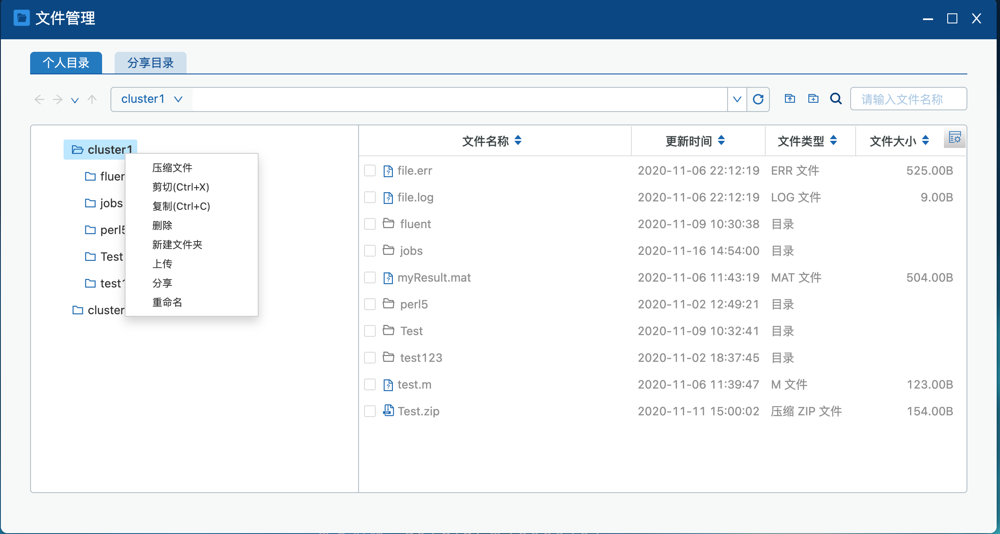 文件管理
个人目录 分享目录
cluster1 请输入文件名称
cluster1
fluer
jobs
perl5
Test
test1
cluster
压缩文件
剪切(Ctrl+X)
复制(Ctrl+C)
删除
新建文件夹
上传
分享
重命名
文件名称 更新时间 文件类型 文件大小
file.err 2020-11-06 22:12:19 ERR 文件 525.00B
file.log 2020-11-06 22:12:19 LOG 文件 9.00B
fluent 2020-11-09 10:30:38 目录
jobs 2020-11-16 14:54:00 目录
myResult.mat 2020-11-06 11:43:19 MAT 文件 504.00B
perl5 2020-11-02 12:49:21 目录
Test 2020-11-09 10:32:41 目录
test123 2020-11-02 18:37:45 目录
test.m 2020-11-06 11:39:47 M 文件 123.00B
Test.zip 2020-11-11 15:00:02 压缩 ZIP 文件 154.00B